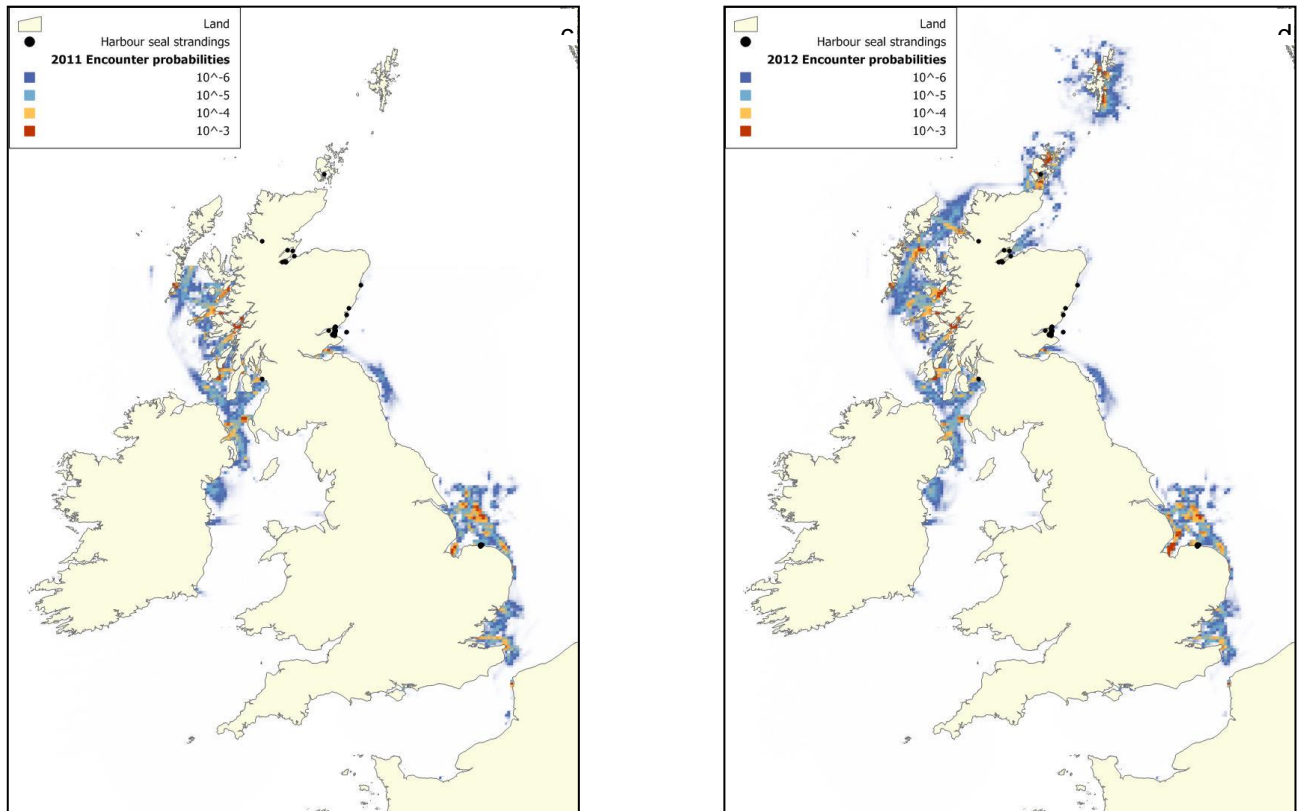 Land
Harbour seal strandings
2011 Encounter probabilities
10^-6
10^-5
10^-4
10^-3
c
Land
Harbour seal strandings
2012 Encounter probabilities
10^-6
10^-5
10^-4
10^-3
d